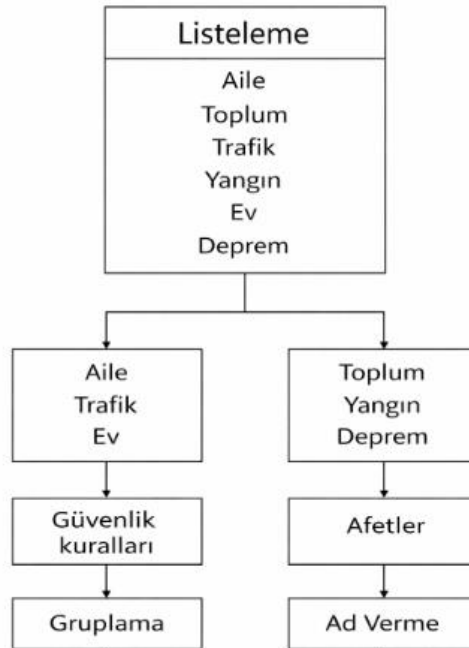 Listeleme
Aile
Toplum
Trafik
Yangın
Ev
Deprem
Aile
Trafik
Ev
Toplum
Yangın
Deprem
Güvenlik
kuralları
Afetler
Gruplama
Ad Verme